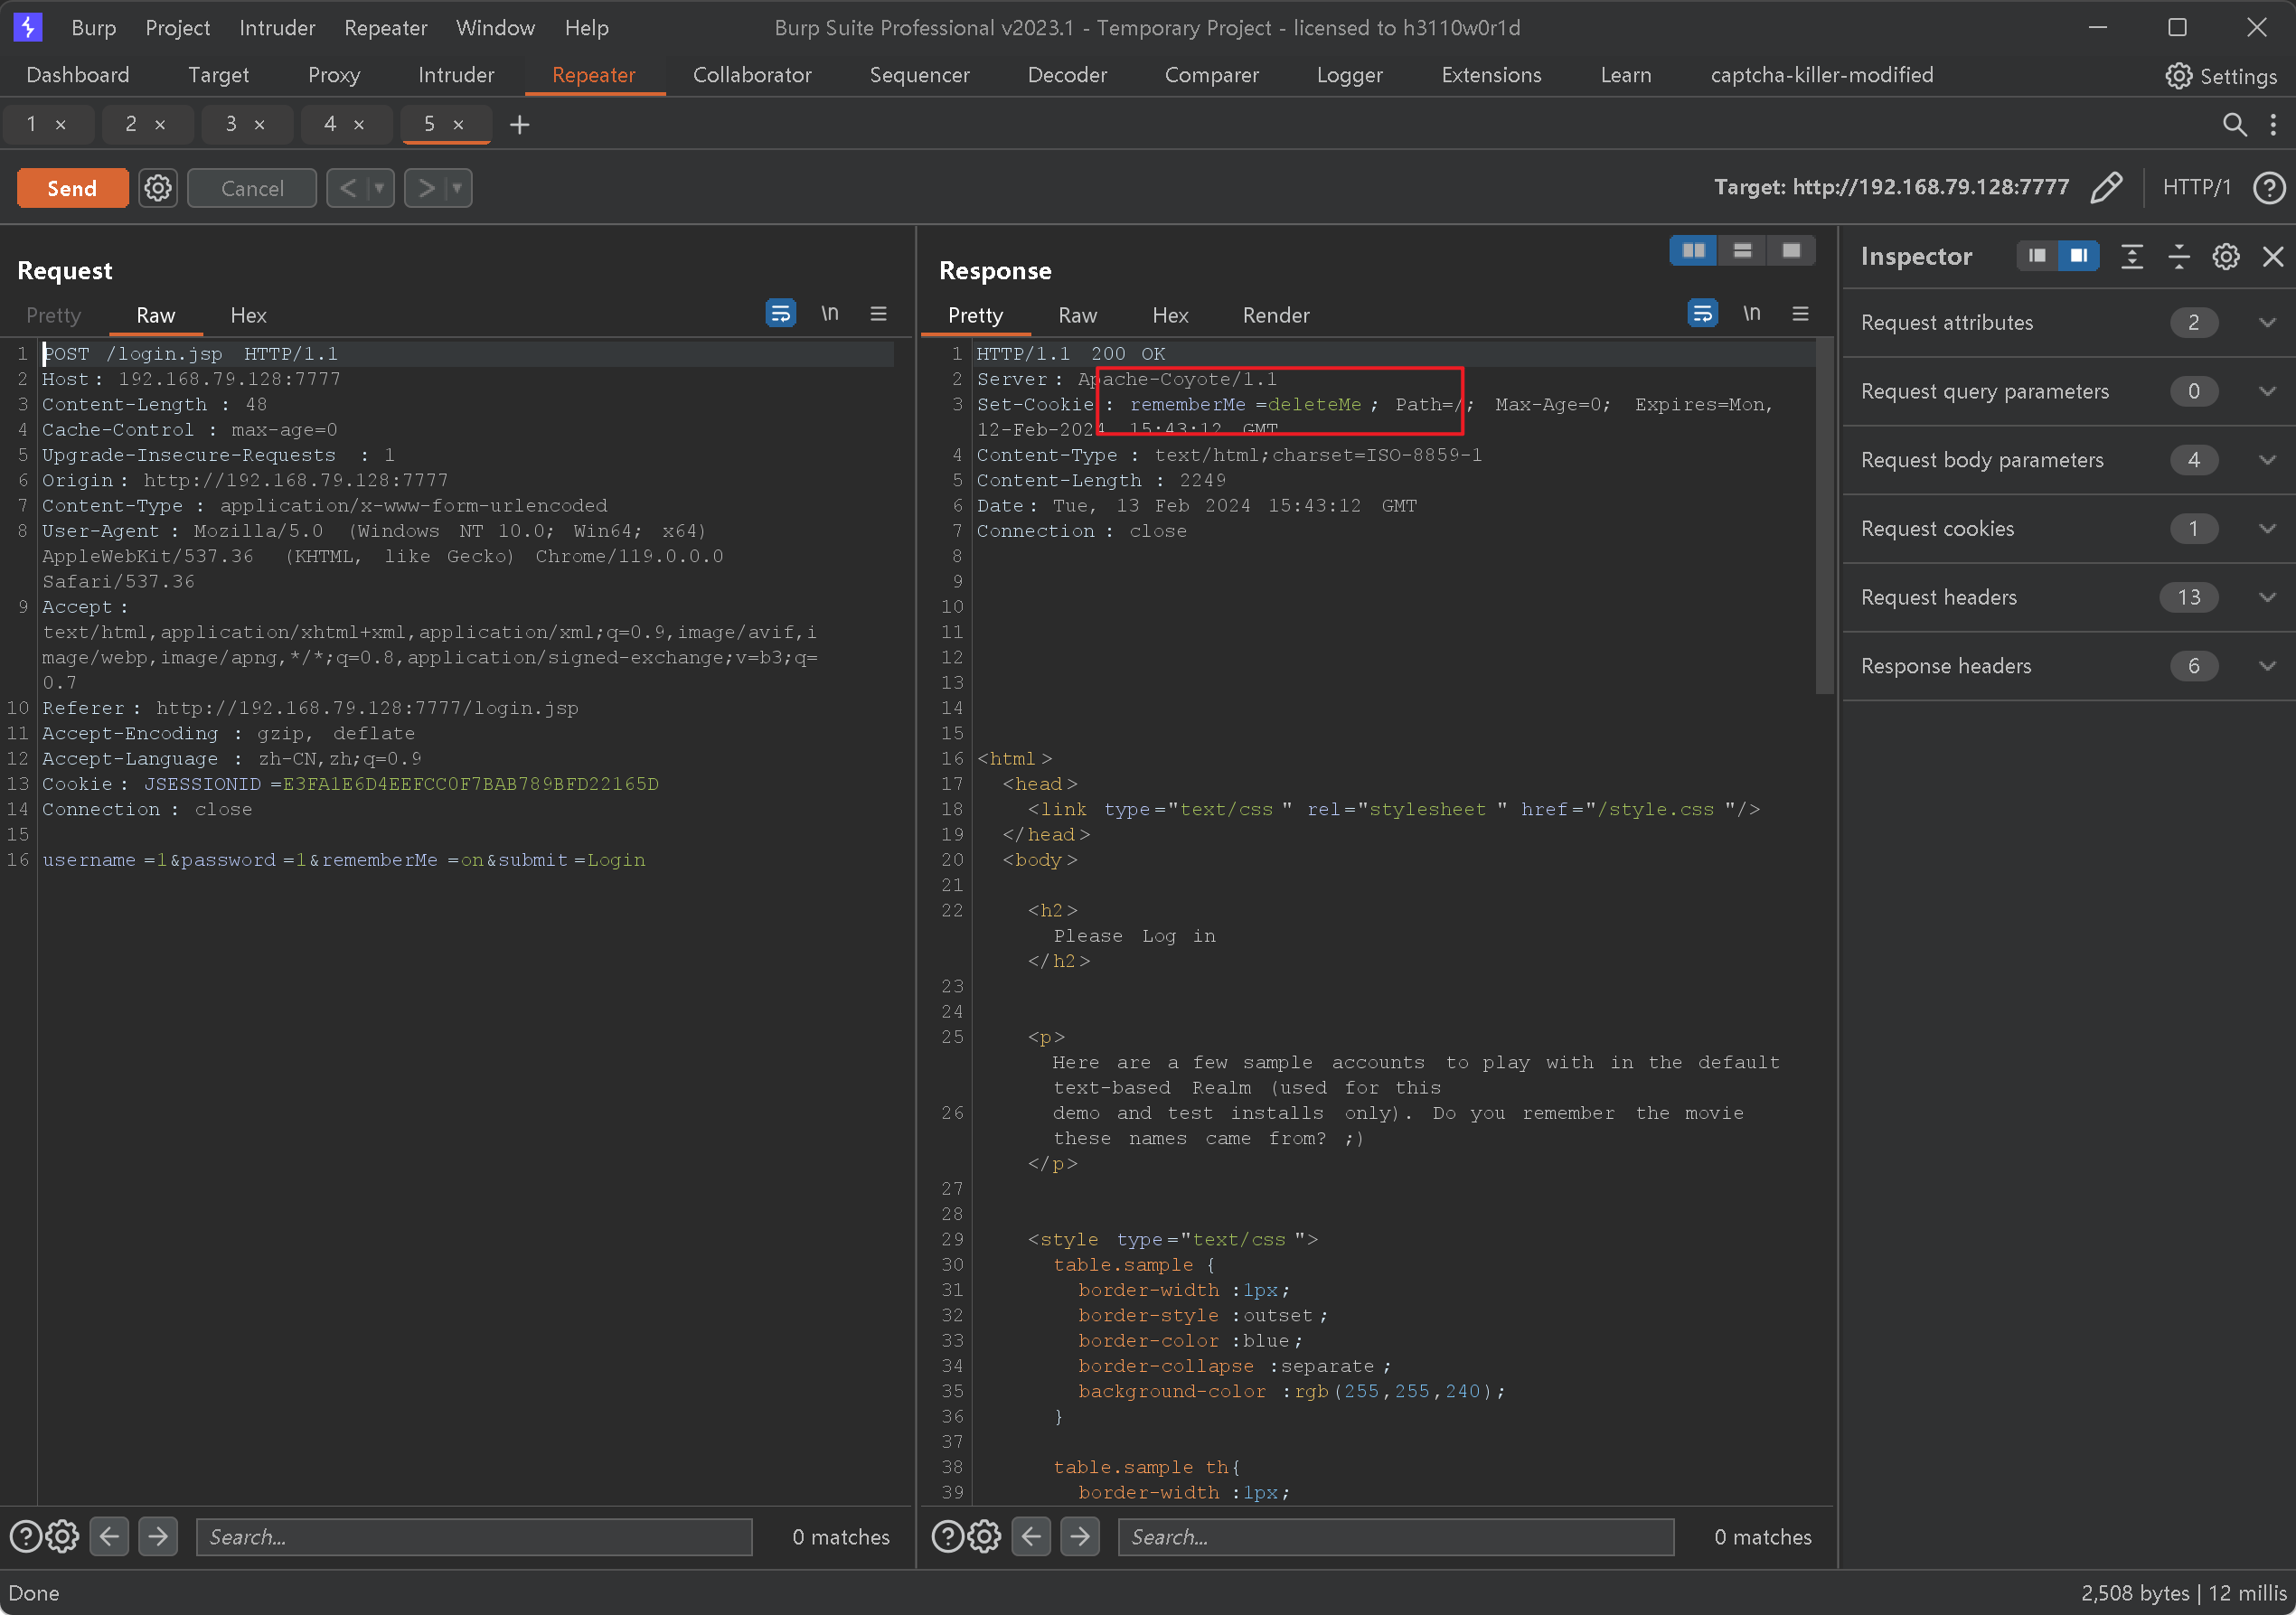 Burp Project Intruder Repeater Window Help Burp Suite Professional v2023.1 - Temporary Project - licensed to h3110w0r1d
Dashboard Target Proxy Intruder Repeater Collaborator Sequencer Decoder Comparer Logger Extensions Learn captcha-killer-modified Settings
1 × 2 × 3 × 4 × 5 × +
Send Cancel < > Target: http://192.168.79.128:7777 HTTP/1
Request
Pretty Raw Hex \n
1 POST /login.jsp HTTP/1.1
2 Host: 192.168.79.128:7777
3 Content-Length: 48
4 Cache-Control: max-age=0
5 Upgrade-Insecure-Requests: 1
6 Origin: http://192.168.79.128:7777
7 Content-Type: application/x-www-form-urlencoded
8 User-Agent: Mozilla/5.0 (Windows NT 10.0; Win64; x64)
AppleWebKit/537.36 (KHTML, like Gecko) Chrome/119.0.0.0
Safari/537.36
9 Accept:
text/html,application/xhtml+xml,application/xml;q=0.9,image/avif,i
mage/webp,image/apng,*/*;q=0.8,application/signed-exchange;v=b3;q=
0.7
10 Referer: http://192.168.79.128:7777/login.jsp
11 Accept-Encoding: gzip, deflate
12 Accept-Language: zh-CN,zh;q=0.9
13 Cookie: JSESSIONID=E3FA1E6D4EEFCC0F7BAB789BFD22165D
14 Connection: close
15
16 username=1&password=1&rememberMe=on&submit=Login
Search... 0 matches
Response
Pretty Raw Hex Render \n
1 HTTP/1.1 200 OK
2 Server: Apache-Coyote/1.1
3 Set-Cookie: rememberMe=deleteMe; Path=/; Max-Age=0; Expires=Mon,
12-Feb-2024 15:43:12 GMT
4 Content-Type: text/html;charset=ISO-8859-1
5 Content-Length: 2249
6 Date: Tue, 13 Feb 2024 15:43:12 GMT
7 Connection: close
8
9
10
11
12
13
14
15
16 <html>
17 <head>
18 <link type="text/css" rel="stylesheet" href="/style.css"/>
19 </head>
20 <body>
21
22 <h2>
Please Log in
</h2>
23
24
25 <p>
Here are a few sample accounts to play with in the default
text-based Realm (used for this
26 demo and test installs only). Do you remember the movie
these names came from? ;)
</p>
27
28
29 <style type="text/css">
30 table.sample {
31 border-width:1px;
32 border-style:outset;
33 border-color:blue;
34 border-collapse:separate;
35 background-color:rgb(255,255,240);
36 }
37
38 table.sample th{
39 border-width:1px;
Search... 0 matches
Inspector
Request attributes 2
Request query parameters 0
Request body parameters 4
Request cookies 1
Request headers 13
Response headers 6
Done 2,508 bytes | 12 millis